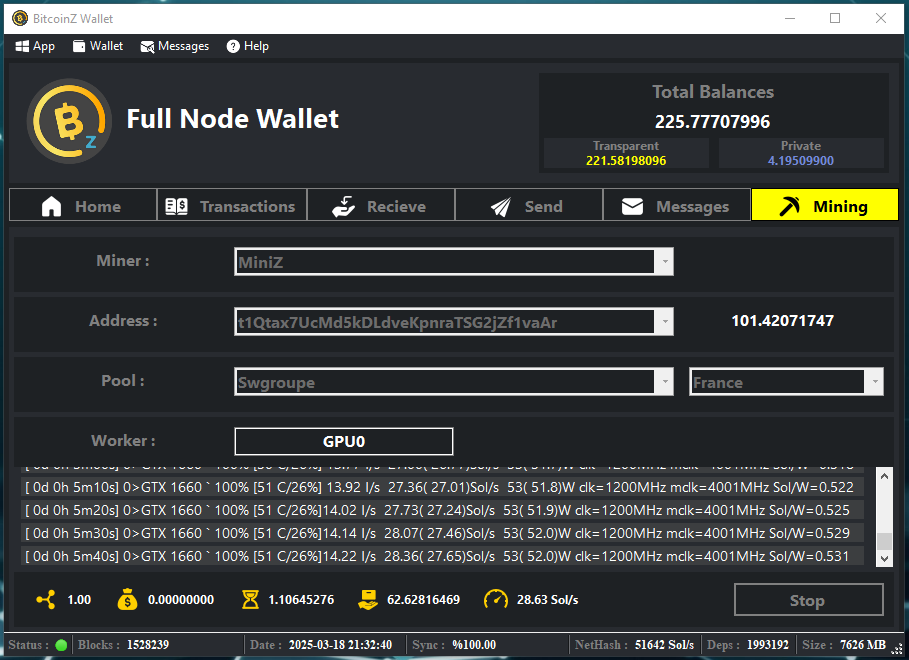 BitcoinZ Wallet
App Wallet Messages Help
Full Node Wallet
Total Balances
225.77707996
Transparent Private
221.58198096 4.19509900
Home Transactions Recieve Send Messages Mining
Miner : MiniZ
Address : t1Qtax7UcMd5kDLdveKpnraTSG2jZf1vaAr 101.42071747
Pool : Swgroupe France
Worker : GPU0
[ 0d 0h 5m10s] 0>GTX 1660 ` 100% [51 C/26%] 13.92 I/s 27.36( 27.01)Sol/s 53( 51.8)W clk=1200MHz mclk=4001MHz Sol/W=0.522
[ 0d 0h 5m20s] 0>GTX 1660 ` 100% [51 C/26%]14.02 I/s 27.73( 27.24)Sol/s 53( 51.9)W clk=1200MHz mclk=4001MHz Sol/W=0.525
[ 0d 0h 5m30s] 0>GTX 1660 ` 100% [51 C/26%]14.14 I/s 28.07( 27.46)Sol/s 53( 52.0)W clk=1200MHz mclk=4001MHz Sol/W=0.529
[ 0d 0h 5m40s] 0>GTX 1660 ` 100% [51 C/26%]14.22 I/s 28.36( 27.65)Sol/s 53( 52.0)W clk=1200MHz mclk=4001MHz Sol/W=0.531
1.00 0.00000000 1.10645276 62.62816469 28.63 Sol/s Stop
Status : Blocks : 1528239 Date : 2025-03-18 21:32:40 Sync : %100.00 NetHash : 51642 Sol/s Deps : 1993192 Size : 7626 MB